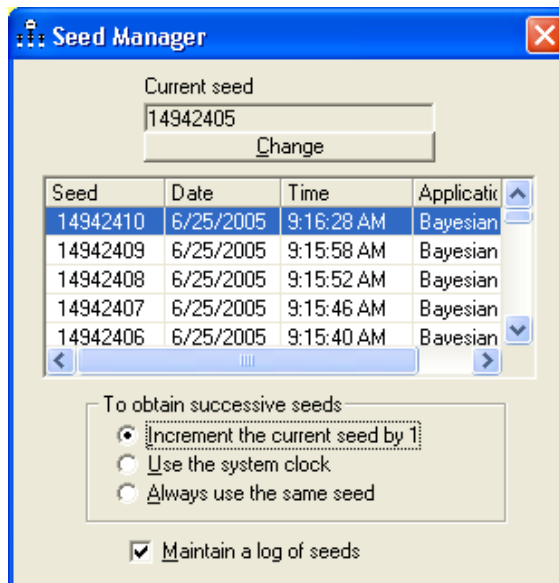 Seed Manager
Current seed
14942405
Change
Seed Date Time Applicatic
14942410 6/25/2005 9:16:28 AM Bayesian
14942409 6/25/2005 9:15:58 AM Bayesian
14942408 6/25/2005 9:15:52 AM Bayesian
14942407 6/25/2005 9:15:46 AM Bayesian
14942406 6/25/2005 9:15:40 AM Bayesian
To obtain successive seeds
Increment the current seed by 1
Use the system clock
Always use the same seed
Maintain a log of seeds